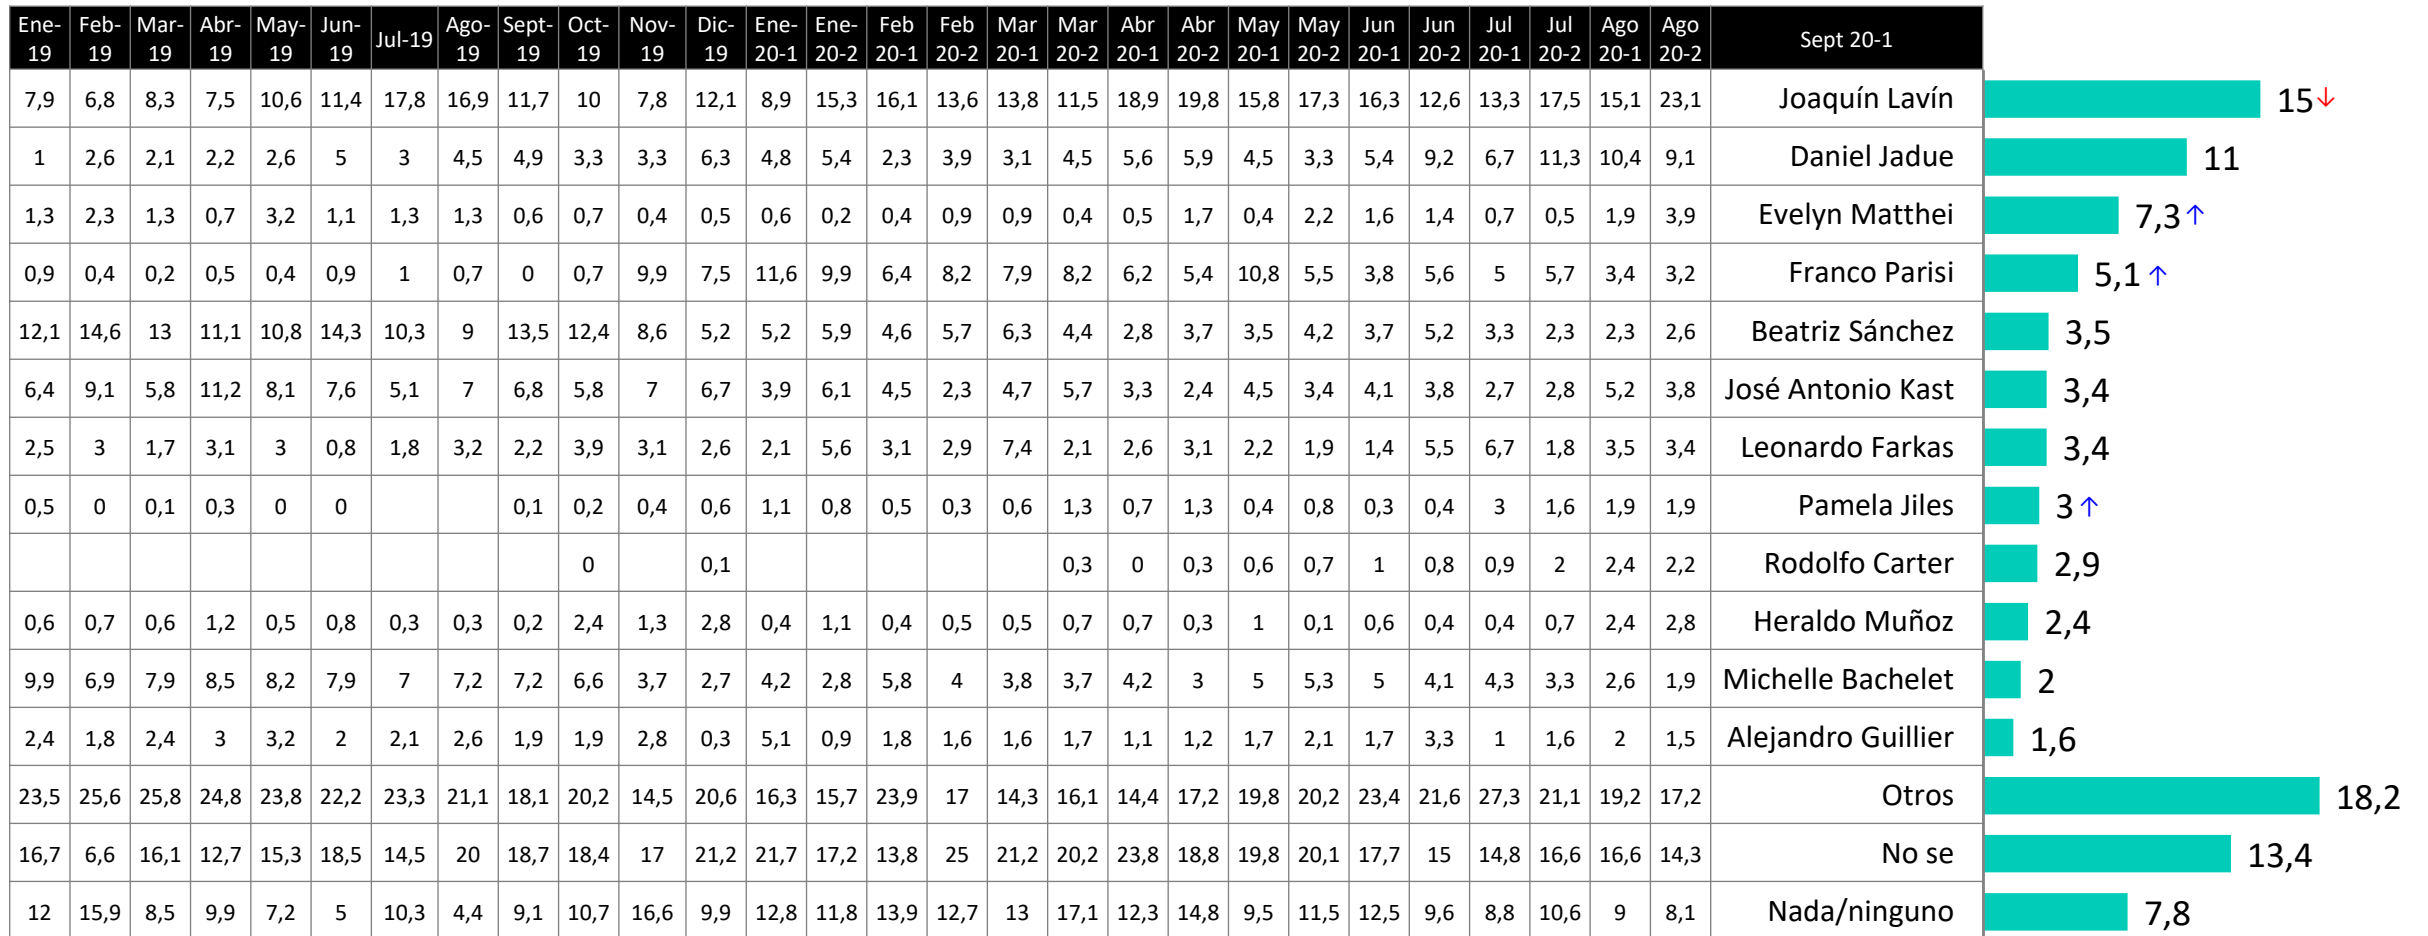 Ene-19 Feb-19 Mar-19 Abr-19 May-19 Jun-19 Jul-19 Ago-19 Sept-19 Oct-19 Nov-19 Dic-19 Ene-20-1 Ene-20-2 Feb 20-1 Feb 20-2 Mar 20-1 Mar 20-2 Abr 20-1 Abr 20-2 May 20-1 May 20-2 Jun 20-1 Jun 20-2 Jul 20-1 Jul 20-2 Ago 20-1 Ago 20-2 Sept 20-1
7,9 6,8 8,3 7,5 10,6 11,4 17,8 16,9 11,7 10 7,8 12,1 8,9 15,3 16,1 13,6 13,8 11,5 18,9 19,8 15,8 17,3 16,3 12,6 13,3 17,5 15,1 23,1 Joaquín Lavín 15↓
1 2,6 2,1 2,2 2,6 5 3 4,5 4,9 3,3 3,3 6,3 4,8 5,4 2,3 3,9 3,1 4,5 5,6 5,9 4,5 3,3 5,4 9,2 6,7 11,3 10,4 9,1 Daniel Jadue 11
1,3 2,3 1,3 0,7 3,2 1,1 1,3 1,3 0,6 0,7 0,4 0,5 0,6 0,2 0,4 0,9 0,9 0,4 0,5 1,7 0,4 2,2 1,6 1,4 0,7 0,5 1,9 3,9 Evelyn Matthei 7,3↑
0,9 0,4 0,2 0,5 0,4 0,9 1 0,7 0 0,7 9,9 7,5 11,6 9,9 6,4 8,2 7,9 8,2 6,2 5,4 10,8 5,5 3,8 5,6 5 5,7 3,4 3,2 Franco Parisi 5,1↑
12,1 14,6 13 11,1 10,8 14,3 10,3 9 13,5 12,4 8,6 5,2 5,2 5,9 4,6 5,7 6,3 4,4 2,8 3,7 3,5 4,2 3,7 5,2 3,3 2,3 2,3 2,6 Beatriz Sánchez 3,5
6,4 9,1 5,8 11,2 8,1 7,6 5,1 7 6,8 5,8 7 6,7 3,9 6,1 4,5 2,3 4,7 5,7 3,3 2,4 4,5 3,4 4,1 3,8 2,7 2,8 5,2 3,8 José Antonio Kast 3,4
2,5 3 1,7 3,1 3 0,8 1,8 3,2 2,2 3,9 3,1 2,6 2,1 5,6 3,1 2,9 7,4 2,1 2,6 3,1 2,2 1,9 1,4 5,5 6,7 1,8 3,5 3,4 Leonardo Farkas 3,4
0,5 0 0,1 0,3 0 0 0,1 0,2 0,4 0,6 1,1 0,8 0,5 0,3 0,6 1,3 0,7 1,3 0,4 0,8 0,3 0,4 3 1,6 1,9 1,9 Pamela Jiles 3↑
0 0,1 0,3 0 0,3 0,6 0,7 1 0,8 0,9 2 2,4 2,2 Rodolfo Carter 2,9
0,6 0,7 0,6 1,2 0,5 0,8 0,3 0,3 0,2 2,4 1,3 2,8 0,4 1,1 0,4 0,5 0,5 0,7 0,7 0,3 1 0,1 0,6 0,4 0,4 0,7 2,4 2,8 Heraldo Muñoz 2,4
9,9 6,9 7,9 8,5 8,2 7,9 7 7,2 7,2 6,6 3,7 2,7 4,2 2,8 5,8 4 3,8 3,7 4,2 3 5 5,3 5 4,1 4,3 3,3 2,6 1,9 Michelle Bachelet 2
2,4 1,8 2,4 3 3,2 2 2,1 2,6 1,9 1,9 2,8 0,3 5,1 0,9 1,8 1,6 1,6 1,7 1,1 1,2 1,7 2,1 1,7 3,3 1 1,6 2 1,5 Alejandro Guillier 1,6
23,5 25,6 25,8 24,8 23,8 22,2 23,3 21,1 18,1 20,2 14,5 20,6 16,3 15,7 23,9 17 14,3 16,1 14,4 17,2 19,8 20,2 23,4 21,6 27,3 21,1 19,2 17,2 Otros 18,2
16,7 6,6 16,1 12,7 15,3 18,5 14,5 20 18,7 18,4 17 21,2 21,7 17,2 13,8 25 21,2 20,2 23,8 18,8 19,8 20,1 17,7 15 14,8 16,6 16,6 14,3 No se 13,4
12 15,9 8,5 9,9 7,2 5 10,3 4,4 9,1 10,7 16,6 9,9 12,8 11,8 13,9 12,7 13 17,1 12,3 14,8 9,5 11,5 12,5 9,6 8,8 10,6 9 8,1 Nada/ninguno 7,8